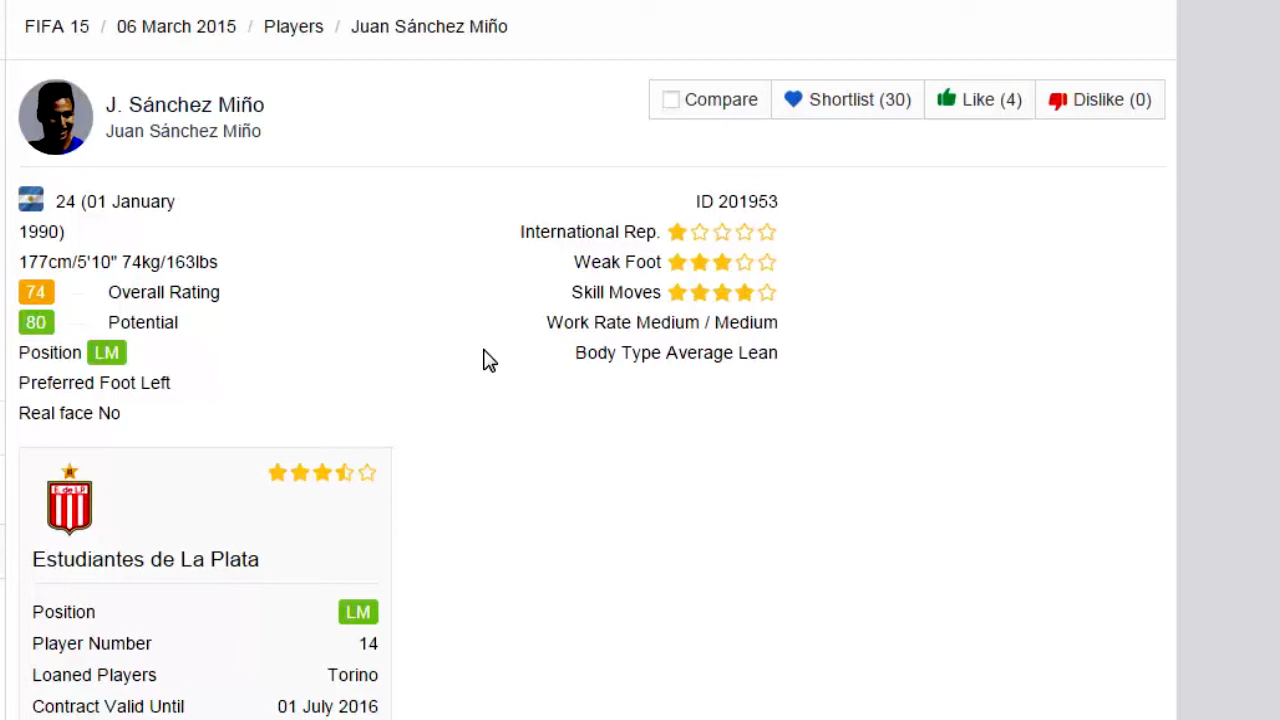 FIFA 15 / 06 March 2015 / Players / Juan Sánchez Miño
J. Sánchez Miño
Juan Sánchez Miño
Compare
Shortlist (30)
Like (4)
Dislike (0)
24 (01 January
1990)
177cm/5'10" 74kg/163lbs
74 Overall Rating
80 Potential
Position LM
Preferred Foot Left
Real face No
ID 201953
International Rep.
Weak Foot
Skill Moves
Work Rate Medium / Medium
Body Type Average Lean
E de L.P.
Estudiantes de La Plata
Position LM
Player Number 14
Loaned Players Torino
Contract Valid Until 01 July 2016